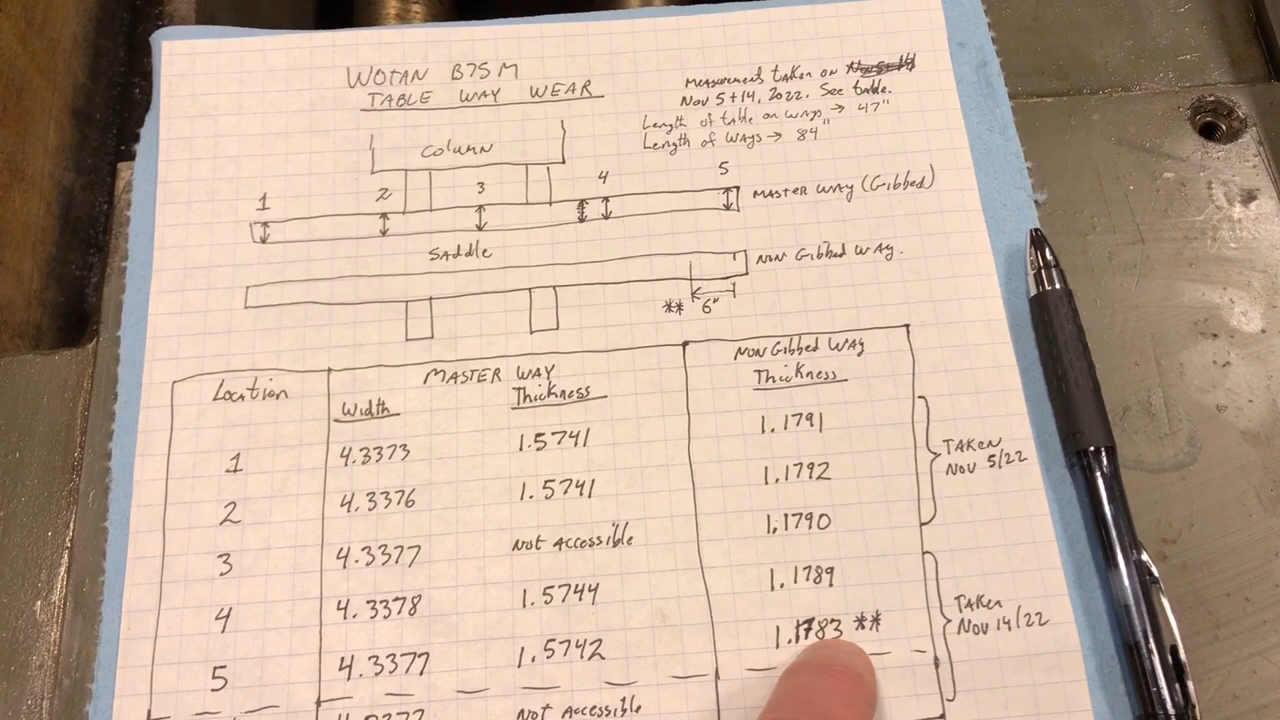 WOTAN B75M
TABLE WAY WEAR
Measurements taken on
Nov 5+14, 2022. See table.
Length of table on ways → 47"
Length of ways → 84"
COLUMN
1 2 3 4 5
MASTER WAY (Gibbed)
Saddle
NON Gibbed WAY.
** 6"
Location
MASTER WAY
Width Thickness
NON Gibbed WAY
Thickness
1 4.3373 1.5741 1.1791
2 4.3376 1.5741 1.1792
3 4.3377 Not Accessible 1.1790
4 4.3378 1.5744 1.1789
5 4.3377 1.5742 1.1783 **
Not Accessible
TAKEN
Nov 5/22
TAKEN
Nov 14/22